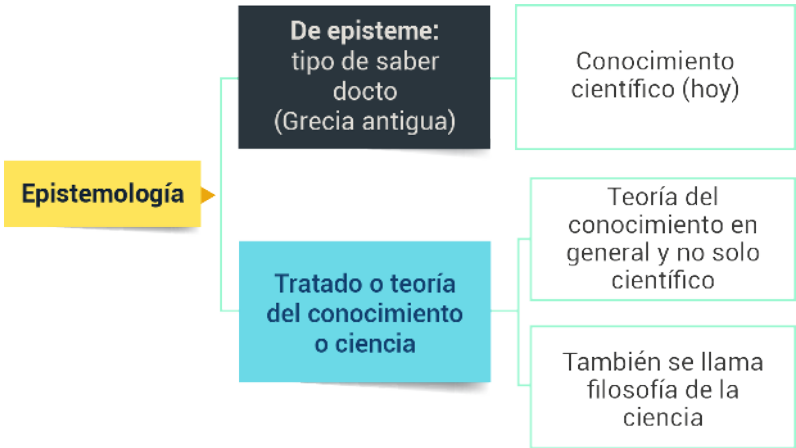 Epistemología
De episteme:
tipo de saber
docto
(Grecia antigua)
Conocimiento
científico (hoy)
Tratado o teoría
del conocimiento
o ciencia
Teoría del
conocimiento en
general y no solo
científico
También se llama
filosofía de la
ciencia